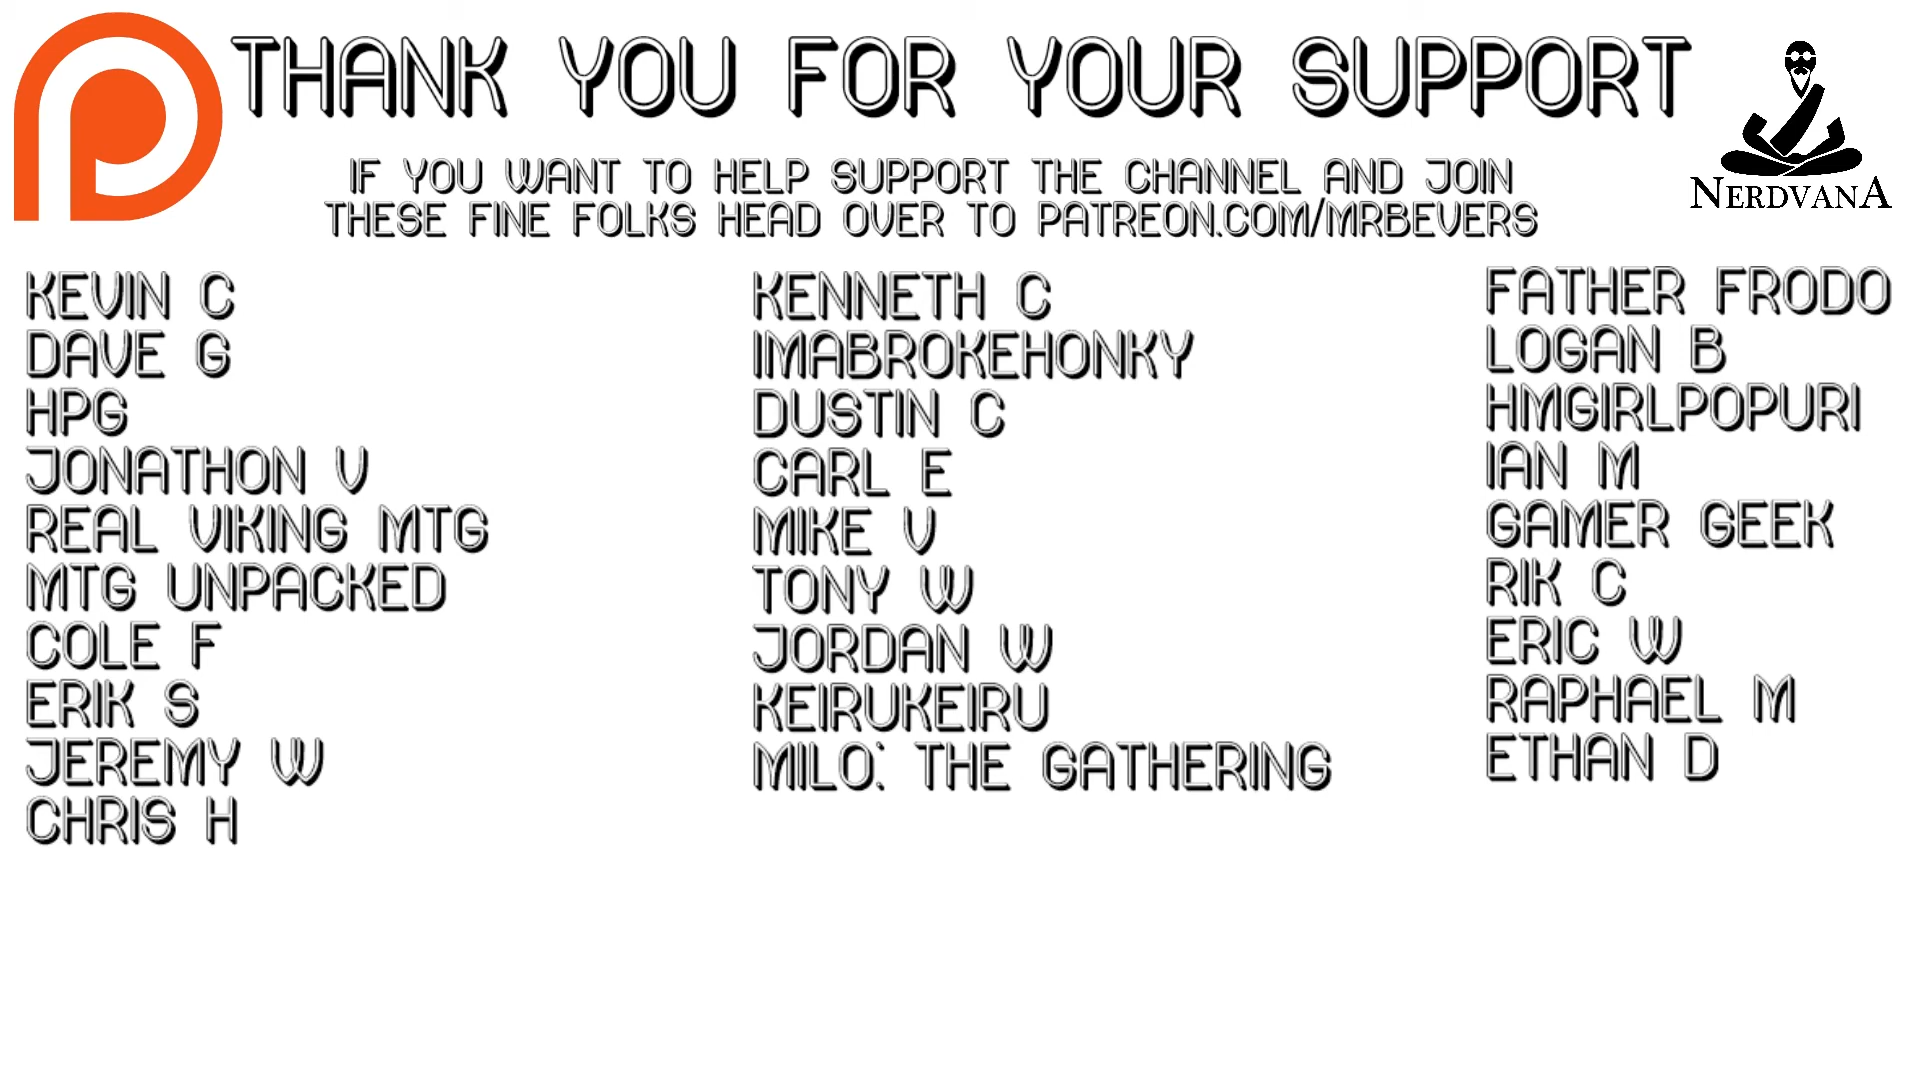 THANK YOU FOR YOUR SUPPORT
NERDVANA
IF YOU WANT TO HELP SUPPORT THE CHANNEL AND JOIN
THESE FINE FOLKS HEAD OVER TO PATREON.COM/MRBEVERS
KEVIN C
DAVE G
HPG
JONATHON V
REAL VIKING MTG
MTG UNPACKED
COLE F
ERIK S
JEREMY W
CHRIS H
KENNETH C
IMABROKEHONKY
DUSTIN C
CARL E
MIKE V
TONY W
JORDAN W
KEIRUKEIRU
MILO: THE GATHERING
FATHER FRODO
LOGAN B
HMGIRLPOPURI
IAN M
GAMER GEEK
RIK C
ERIC W
RAPHAEL M
ETHAN D